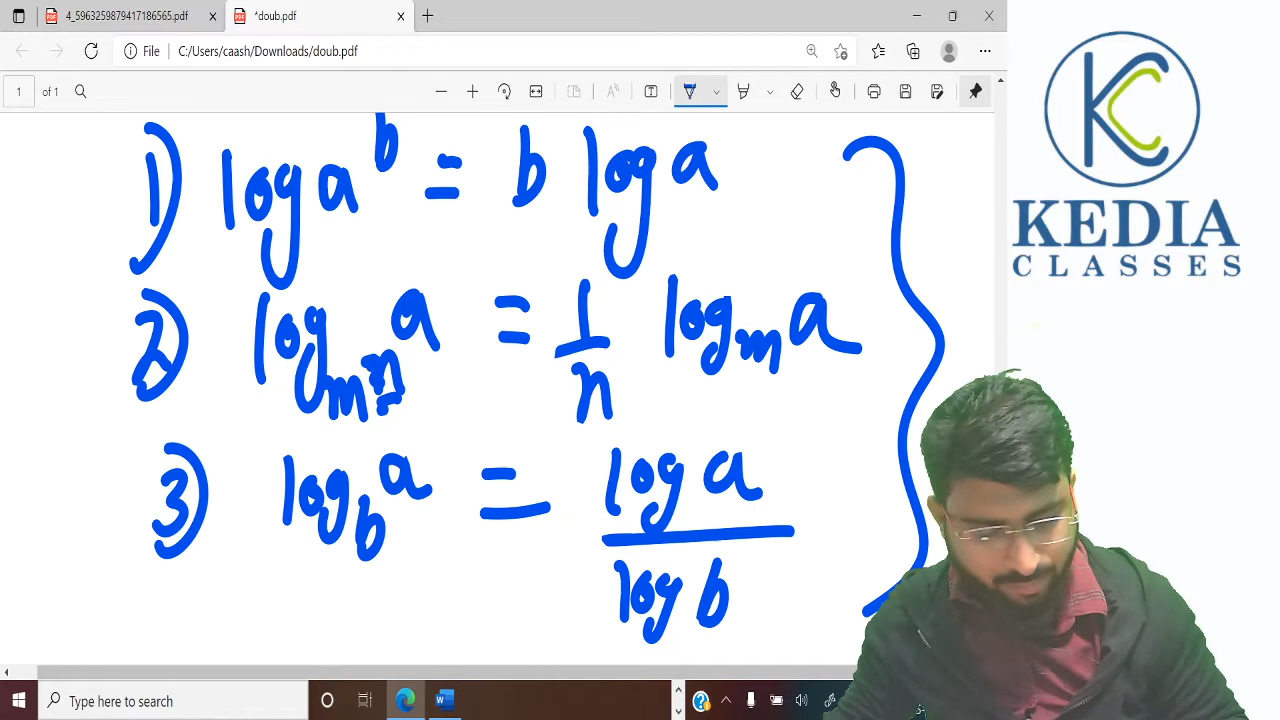 4_5963259879417186565.pdf
*doub.pdf
File C:/Users/caash/Downloads/doub.pdf
1 of 1
1) log a^b = b log a
2) log_{m^n} a = 1/n log_m a
3) log_b a = log a / log b
KEDIA
CLASSES
Type here to search